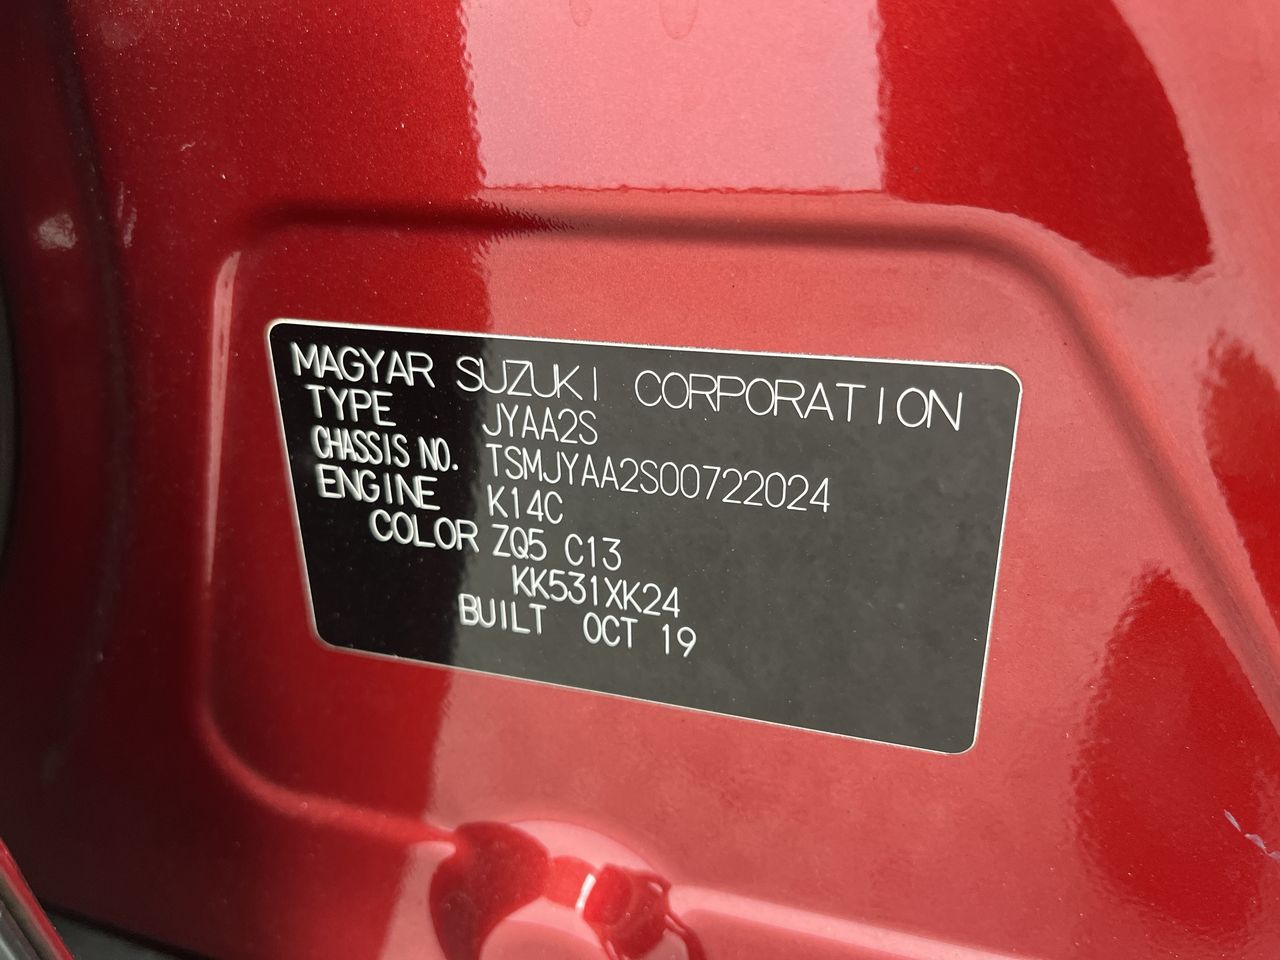 MAGYAR SUZUKI CORPORATION
TYPE JYAA2S
CHASSIS NO. TSMJYAA2S00722024
ENGINE K14C
COLOR ZQ5 C13
KK531XK24
BUILT OCT 19